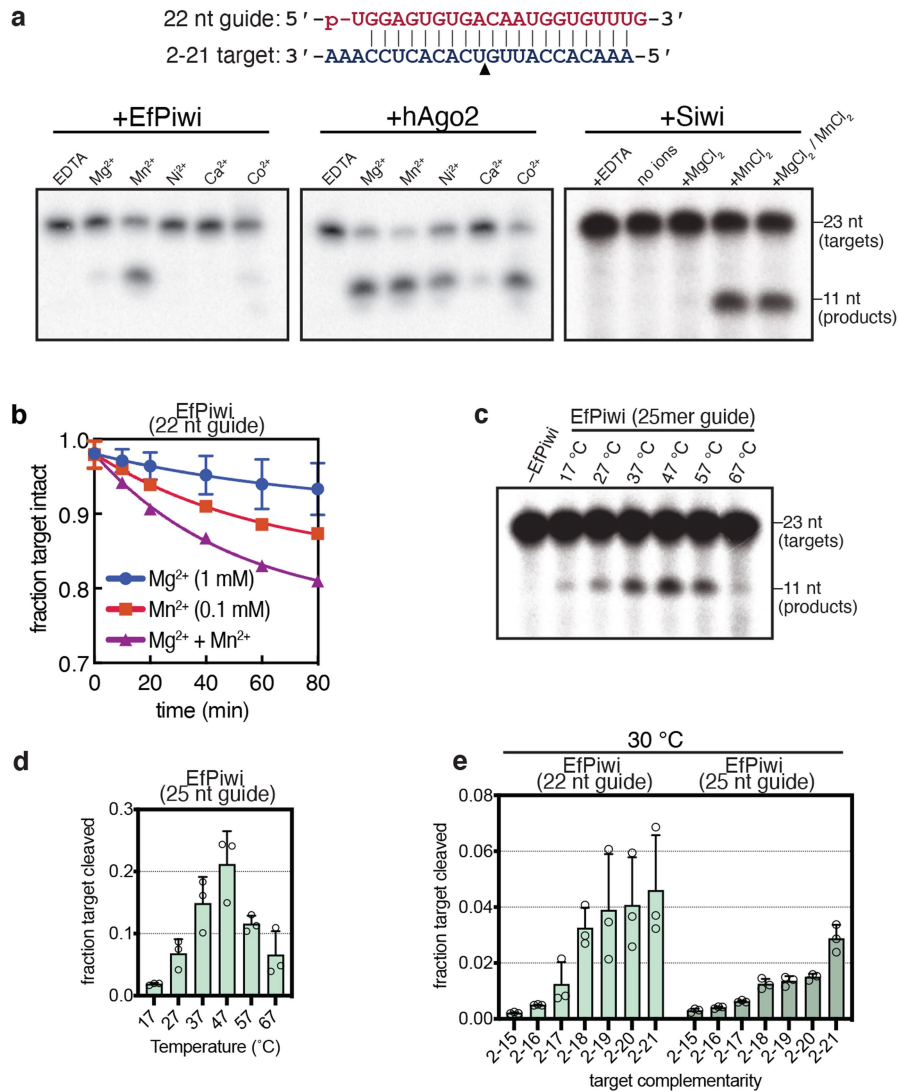 a
22 nt guide: 5′-p-UGGAGUGUGACAAUGGUGUUUG-3′
2-21 target: 3′-AAACCUCACACUGUUACCACAAA-5′
+EfPiwi
EDTA Mg²⁺ Mn²⁺ Ni²⁺ Ca²⁺ Co²⁺
+hAgo2
EDTA Mg²⁺ Mn²⁺ Ni²⁺ Ca²⁺ Co²⁺
+Siwi
+EDTA no ions +MgCl₂ +MnCl₂ +MgCl₂ / MnCl₂
23 nt
(targets)
11 nt
(products)
b
EfPiwi
(22 nt guide)
fraction target intact
1.0
0.9
0.8
0.7
Mg²⁺ (1 mM)
Mn²⁺ (0.1 mM)
Mg²⁺ + Mn²⁺
0 20 40 60 80
time (min)
c
EfPiwi (25mer guide)
–EfPiwi 17 °C 27 °C 37 °C 47 °C 57 °C 67 °C
23 nt
(targets)
11 nt
(products)
d
EfPiwi
(25 nt guide)
fraction target cleaved
0.3
0.2
0.1
0.0
17 27 37 47 57 67
Temperature (˚C)
e
30 °C
EfPiwi
(22 nt guide)
EfPiwi
(25 nt guide)
fraction target cleaved
0.08
0.06
0.04
0.02
0.00
2-15 2-16 2-17 2-18 2-19 2-20 2-21 2-15 2-16 2-17 2-18 2-19 2-20 2-21
target complementarity